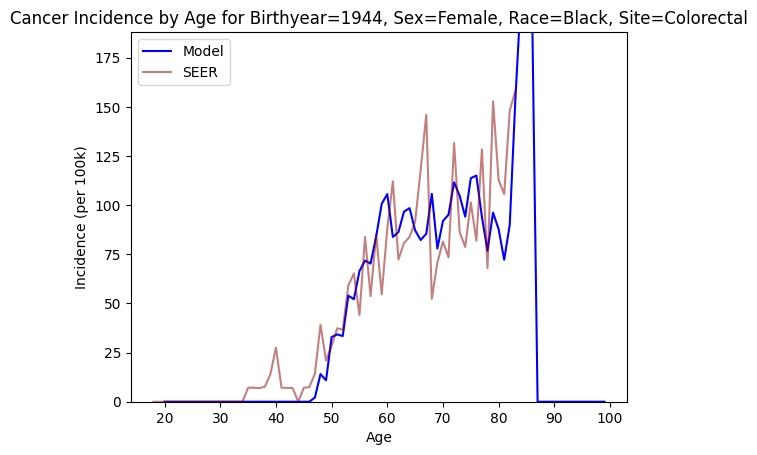 Cancer Incidence by Age for Birthyear=1944, Sex=Female, Race=Black, Site=Colorectal
Model
SEER
175
150
125
100
75
50
25
0
Incidence (per 100k)
20 30 40 50 60 70 80 90 100
Age